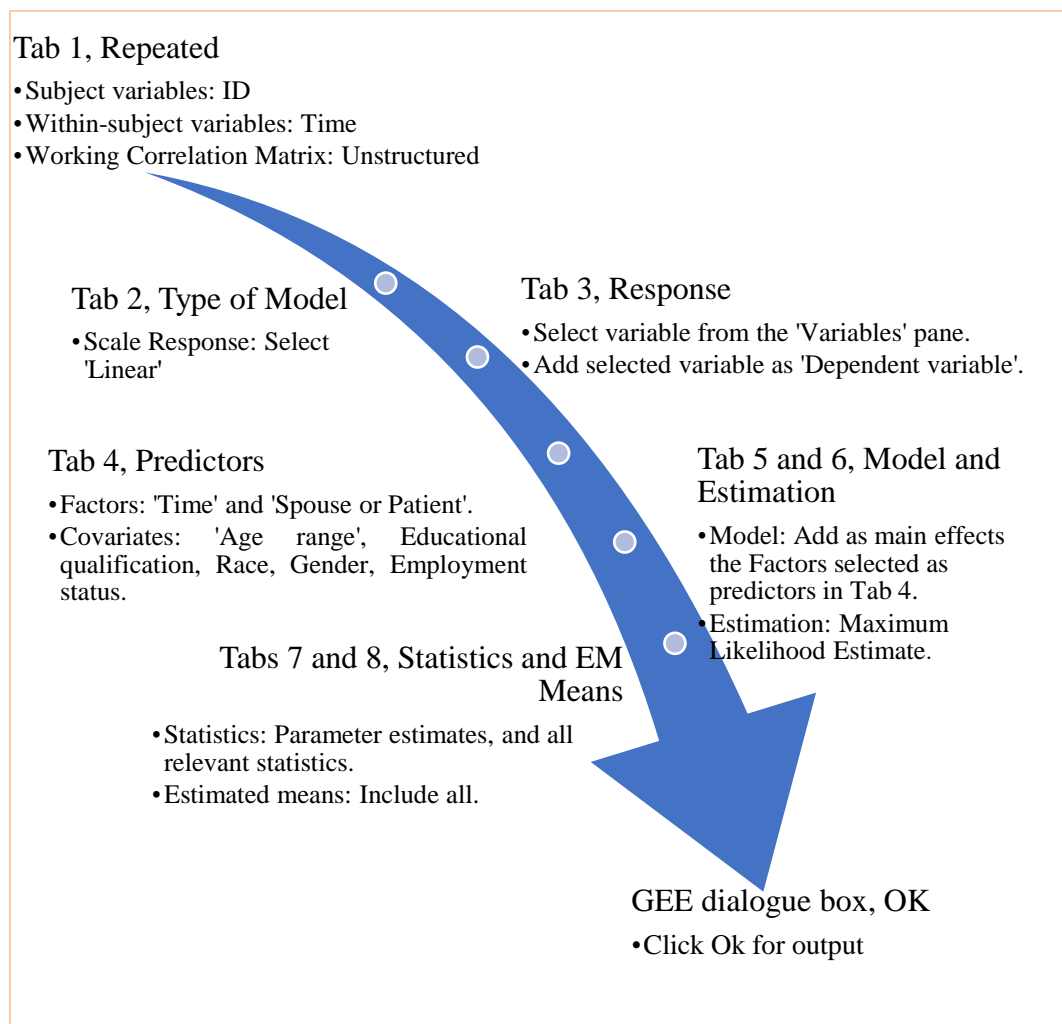 Tab 1, Repeated
•Subject variables: ID
•Within-subject variables: Time
•Working Correlation Matrix: Unstructured
Tab 2, Type of Model
•Scale Response: Select
'Linear'
Tab 3, Response
•Select variable from the 'Variables' pane.
•Add selected variable as 'Dependent variable'.
Tab 4, Predictors
•Factors: 'Time' and 'Spouse or Patient'.
•Covariates: 'Age range', Educational
qualification, Race, Gender, Employment
status.
Tab 5 and 6, Model and
Estimation
•Model: Add as main effects
the Factors selected as
predictors in Tab 4.
•Estimation: Maximum
Likelihood Estimate.
Tabs 7 and 8, Statistics and EM
Means
•Statistics: Parameter estimates, and all
relevant statistics.
•Estimated means: Include all.
GEE dialogue box, OK
•Click Ok for output